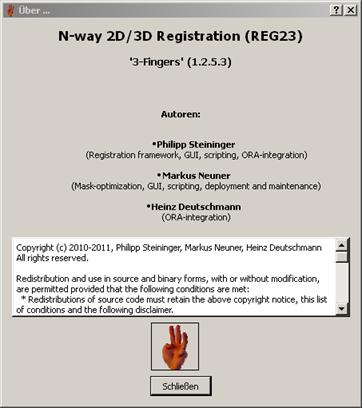 Über ...
N-way 2D/3D Registration (REG23)
'3-Fingers' (1.2.5.3)
Autoren:
•Philipp Steininger
(Registration framework, GUI, scripting, ORA-integration)
•Markus Neuner
(Mask-optimization, GUI, scripting, deployment and maintenance)
•Heinz Deutschmann
(ORA-integration)
Copyright (c) 2010-2011, Philipp Steininger, Markus Neuner, Heinz Deutschmann
All rights reserved.
Redistribution and use in source and binary forms, with or without modification,
are permitted provided that the following conditions are met:
* Redistributions of source code must retain the above copyright notice, this list
of conditions and the following disclaimer.
Schließen